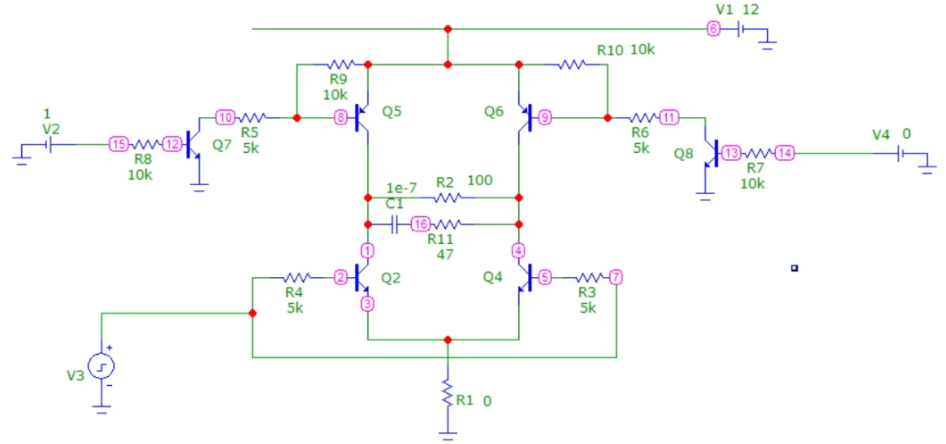 V1 12
6
R10 10k
R9
10k
Q5
Q6
1
V2
10
R5
5k
8
9
R6
5k
11
V4 0
15
R8
10k
12
Q7
Q8
13
R7
10k
14
1e-7
C1
R2 100
16
R11
47
1
4
2
R4
5k
Q2
3
Q4
5
R3
5k
7
V3
+
-
R1 0